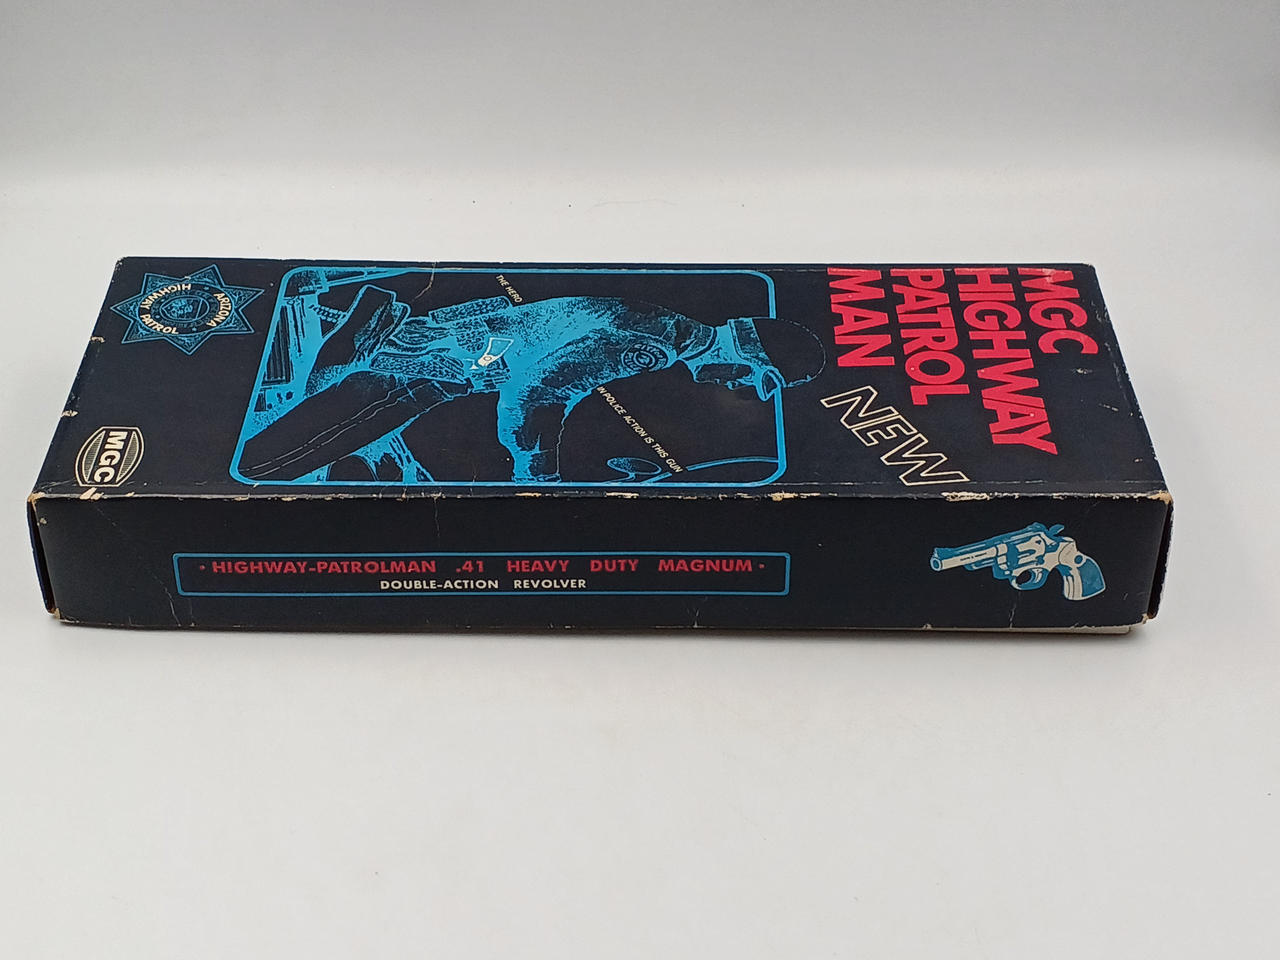 MGC
HIGHWAY
PATROL
MAN
NEW
THE HERO
IN POLICE ACTION IS THIS GUN
ARIZONA
HIGHWAY PATROL
MGC
• HIGHWAY-PATROLMAN .41 HEAVY DUTY MAGNUM •
DOUBLE-ACTION REVOLVER